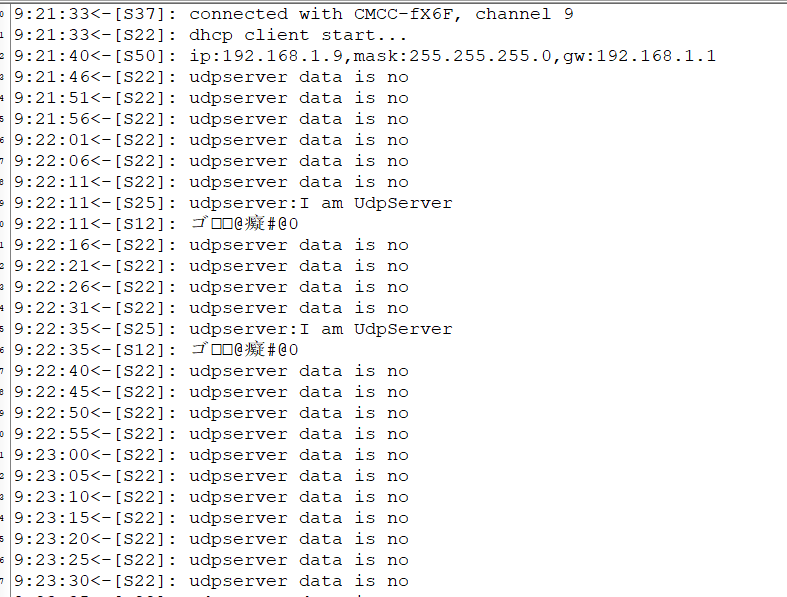 9:21:33<-[S37]: connected with CMCC-fX6F, channel 9
9:21:33<-[S22]: dhcp client start...
9:21:40<-[S50]: ip:192.168.1.9,mask:255.255.255.0,gw:192.168.1.1
9:21:46<-[S22]: udpserver data is no
9:21:51<-[S22]: udpserver data is no
9:21:56<-[S22]: udpserver data is no
9:22:01<-[S22]: udpserver data is no
9:22:06<-[S22]: udpserver data is no
9:22:11<-[S22]: udpserver data is no
9:22:11<-[S25]: udpserver:I am UdpServer
9:22:11<-[S12]: ゴ□□@癡#@0
9:22:16<-[S22]: udpserver data is no
9:22:21<-[S22]: udpserver data is no
9:22:26<-[S22]: udpserver data is no
9:22:31<-[S22]: udpserver data is no
9:22:35<-[S25]: udpserver:I am UdpServer
9:22:35<-[S12]: ゴ□□@癡#@0
9:22:40<-[S22]: udpserver data is no
9:22:45<-[S22]: udpserver data is no
9:22:50<-[S22]: udpserver data is no
9:22:55<-[S22]: udpserver data is no
9:23:00<-[S22]: udpserver data is no
9:23:05<-[S22]: udpserver data is no
9:23:10<-[S22]: udpserver data is no
9:23:15<-[S22]: udpserver data is no
9:23:20<-[S22]: udpserver data is no
9:23:25<-[S22]: udpserver data is no
9:23:30<-[S22]: udpserver data is no